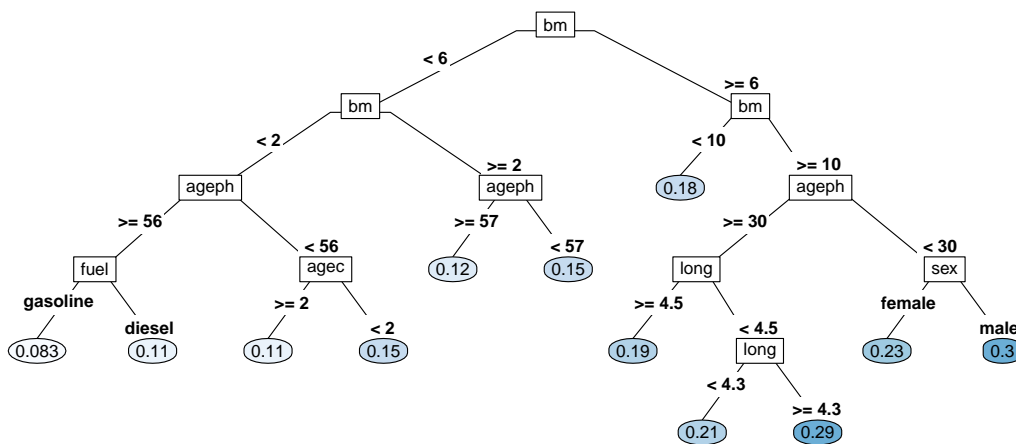 bm
< 6
>= 6
bm
bm
< 2
>= 2
< 10
>= 10
ageph
ageph
0.18
ageph
>= 56
< 56
>= 57
< 57
>= 30
< 30
fuel
agec
0.12
0.15
long
sex
gasoline
diesel
>= 2
< 2
>= 4.5
< 4.5
female
male
0.083
0.11
0.11
0.15
0.19
long
0.23
0.3
< 4.3
>= 4.3
0.21
0.29